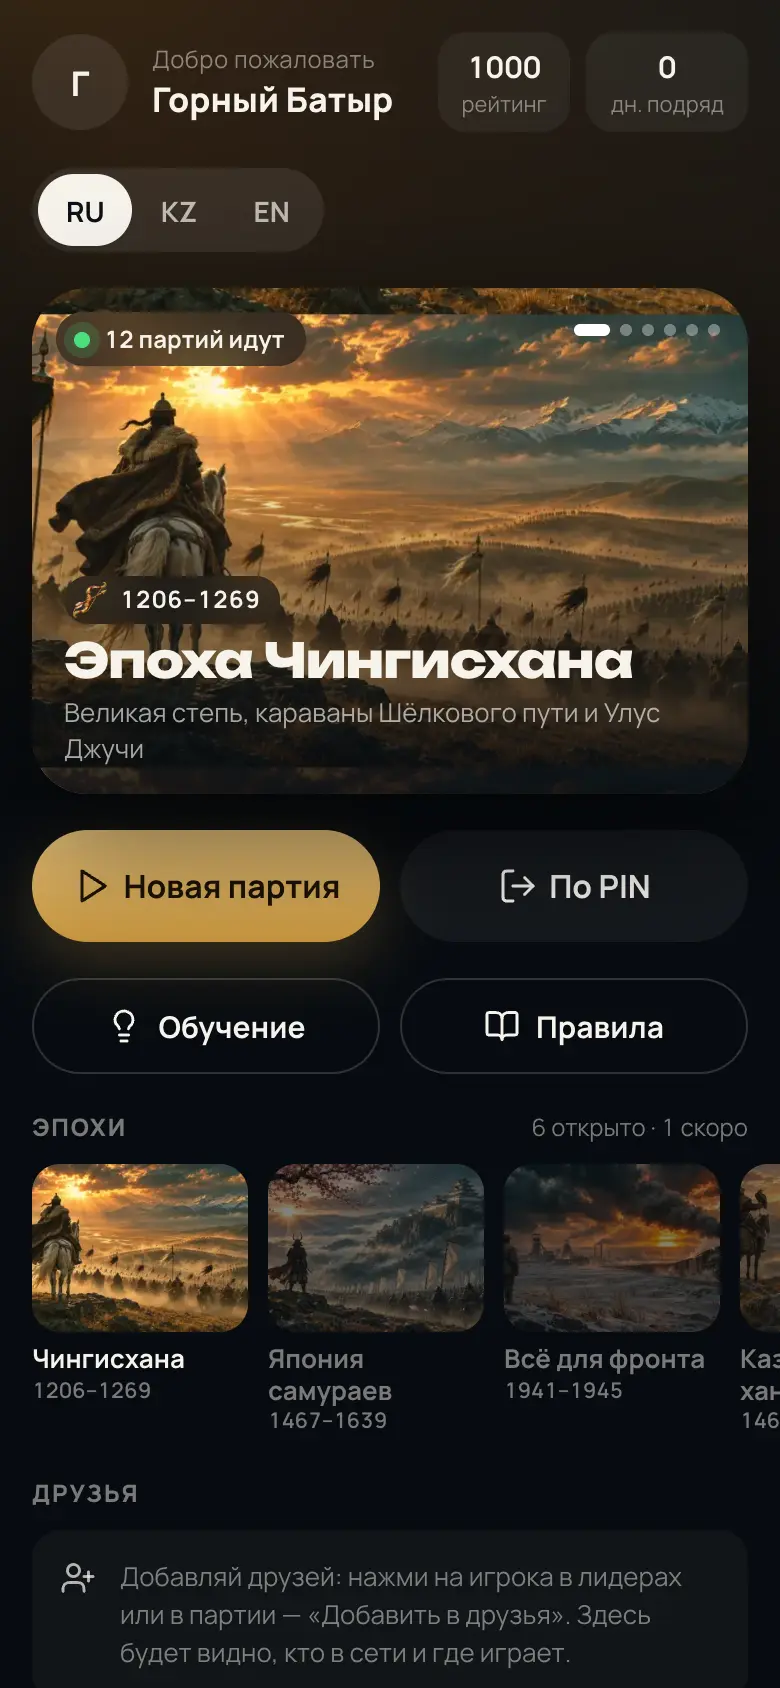 Г
Добро пожаловать
Горный Батыр
1000
рейтинг
0
дн. подряд
RU
KZ
EN
12 партий идут
1206–1269
Эпоха Чингисхана
Великая степь, караваны Шёлкового пути и Улус
Джучи
Новая партия
По PIN
Обучение
Правила
ЭПОХИ
6 открыто · 1 скоро
Чингисхана
1206–1269
Япония
самураев
1467–1639
Всё для фронта
1941–1945
Каз
хан
146
ДРУЗЬЯ
Добавляй друзей: нажми на игрока в лидерах
или в партии — «Добавить в друзья». Здесь
будет видно, кто в сети и где играет.